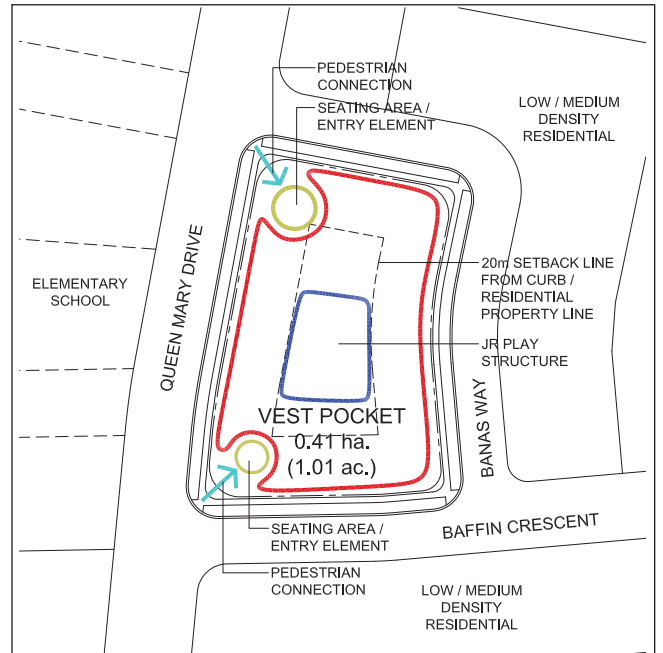 PEDESTRIAN
CONNECTION
SEATING AREA /
ENTRY ELEMENT
LOW / MEDIUM
DENSITY
RESIDENTIAL
ELEMENTARY
SCHOOL
QUEEN MARY DRIVE
20m SETBACK LINE
FROM CURB /
RESIDENTIAL
PROPERTY LINE
JR PLAY
STRUCTURE
VEST POCKET
0.41 ha.
(1.01 ac.)
BANAS WAY
SEATING AREA /
ENTRY ELEMENT
BAFFIN CRESCENT
PEDESTRIAN
CONNECTION
LOW / MEDIUM
DENSITY
RESIDENTIAL